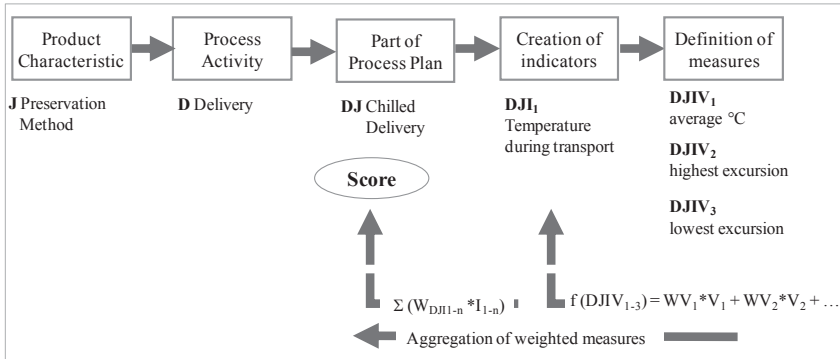 Product
Characteristic
Process
Activity
Part of
Process Plan
Creation of
indicators
Definition of
measures
J Preservation
Method
D Delivery
DJ Chilled
Delivery
DJI₁
Temperature
during transport
DJIV₁
average °C
DJIV₂
highest excursion
DJIV₃
lowest excursion
Score
Σ (W_DJI1-n *I₁₋ₙ)
f (DJIV₁₋₃) = WV₁*V₁ + WV₂*V₂ + …
Aggregation of weighted measures